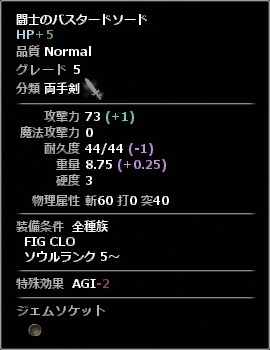 闘士のバスタードソード
HP+5
品質 Normal
グレード 5
分類 両手剣
攻撃力 73 (+1)
魔法攻撃力 0
耐久度 44/44 (-1)
重量 8.75 (+0.25)
硬度 3
物理属性 斬60 打0 突40
装備条件 全種族
FIG CLO
ソウルランク 5～
特殊効果 AGI-2
ジェムソケット